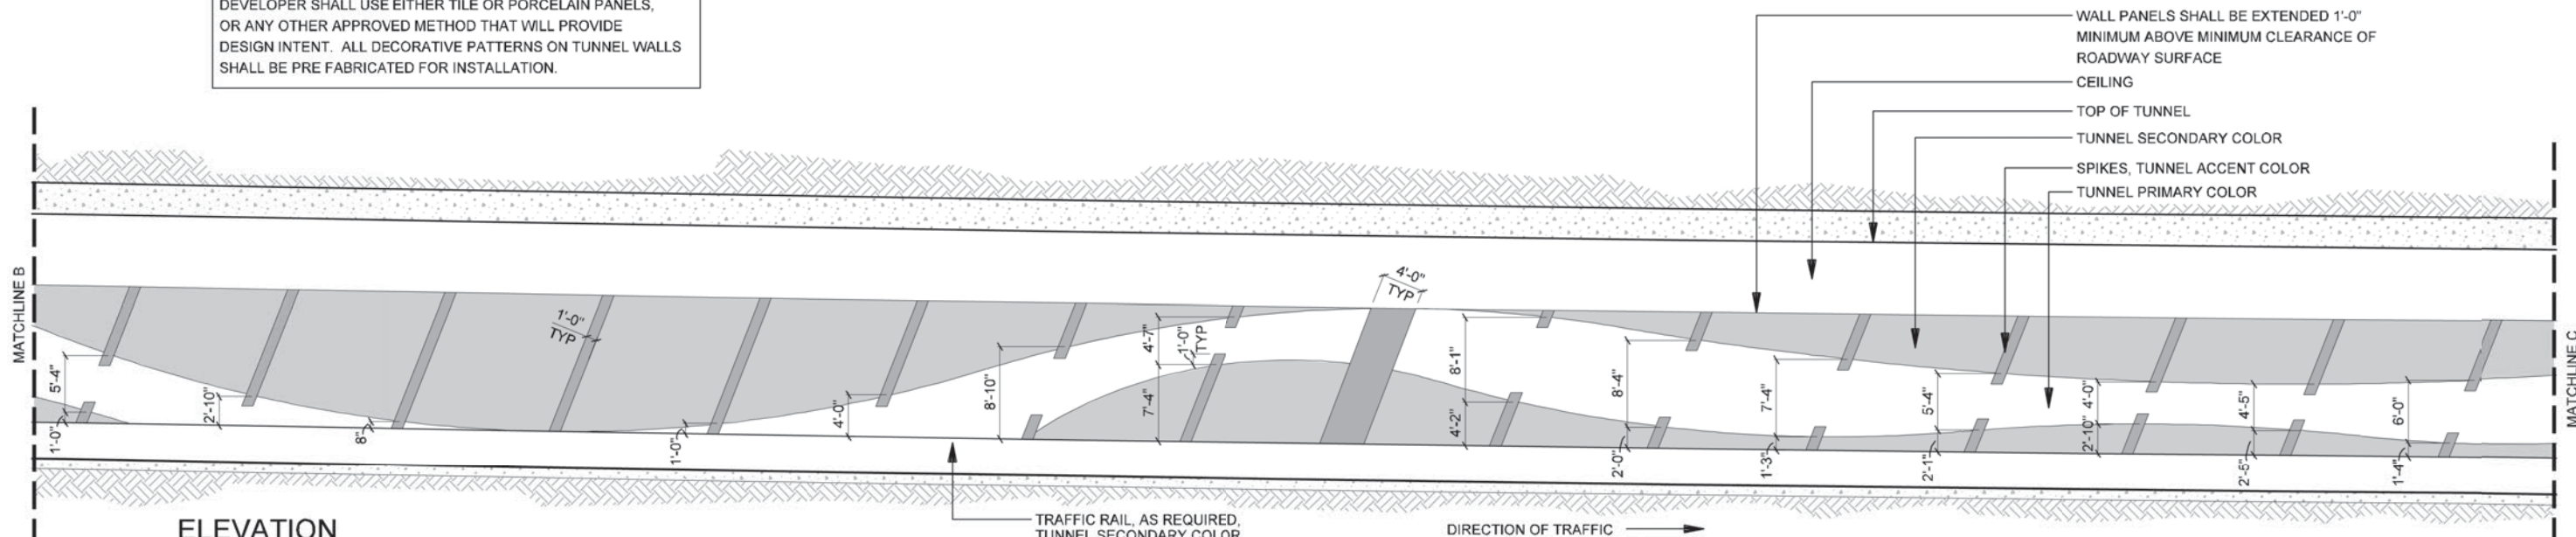 DEVELOPER SHALL USE EITHER TILE OR PORCELAIN PANELS,
OR ANY OTHER APPROVED METHOD THAT WILL PROVIDE
DESIGN INTENT. ALL DECORATIVE PATTERNS ON TUNNEL WALLS
SHALL BE PRE FABRICATED FOR INSTALLATION.
WALL PANELS SHALL BE EXTENDED 1'-0"
MINIMUM ABOVE MINIMUM CLEARANCE OF
ROADWAY SURFACE
CEILING
TOP OF TUNNEL
TUNNEL SECONDARY COLOR
SPIKES, TUNNEL ACCENT COLOR
TUNNEL PRIMARY COLOR
MATCHLINE B
5'-4"
1'-0"
2'-10"
8"
1'-0"
TYP
1'-0"
4'-0"
8'-10"
4'-7"
1'-0"
TYP
7'-4"
4'-0"
TYP
8'-1"
4'-2"
8'-4"
2'-0"
7'-4"
1'-3"
5'-4"
2'-1"
4'-0"
2'-10"
4'-5"
2'-5"
6'-0"
1'-4"
MATCHLINE C
ELEVATION
TRAFFIC RAIL, AS REQUIRED,
TUNNEL SECONDARY COLOR
DIRECTION OF TRAFFIC